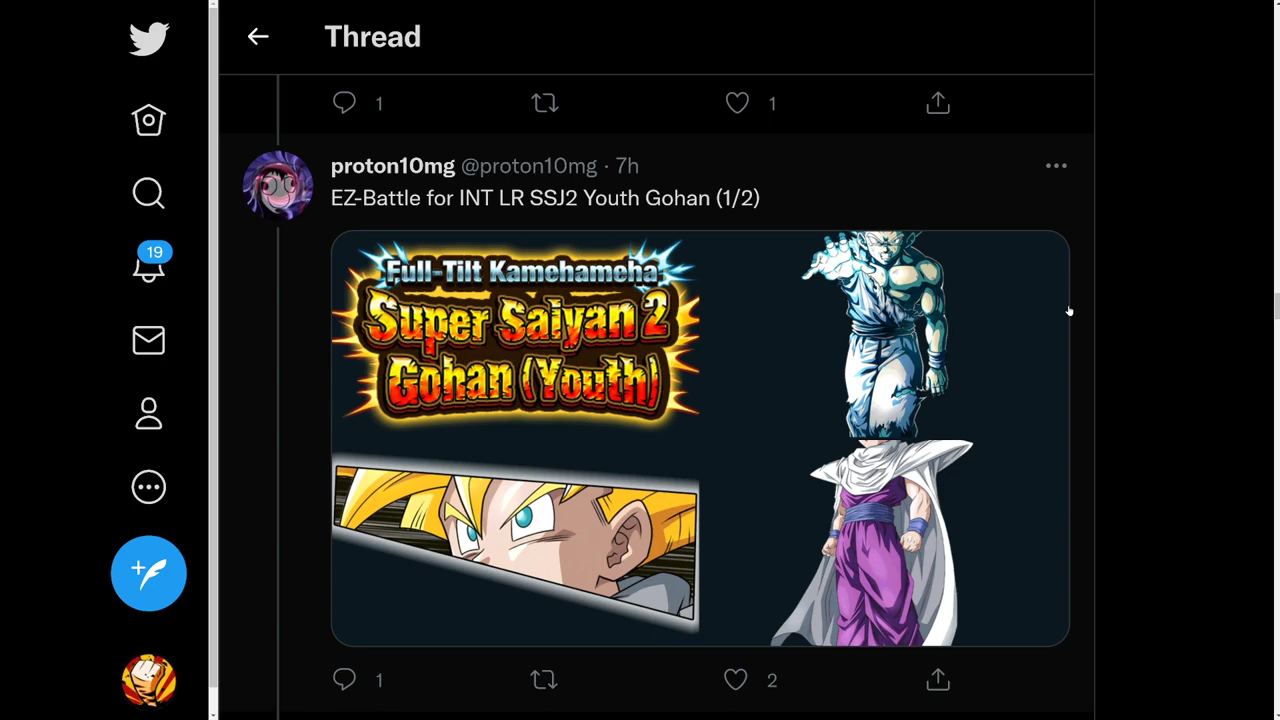 Thread
1
1
proton10mg @proton10mg · 7h
EZ-Battle for INT LR SSJ2 Youth Gohan (1/2)
Full-Tilt Kamehameha
Super Saiyan 2
Gohan (Youth)
19
1
2